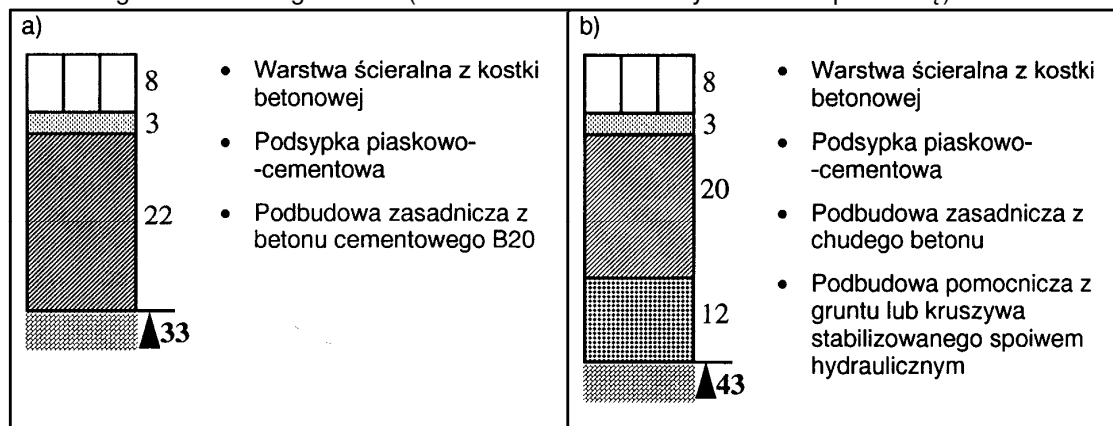 a)
8
3
22
33
• Warstwa ścieralna z kostki
betonowej
• Podsypka piaskowo-
-cementowa
• Podbudowa zasadnicza z
betonu cementowego B20
b)
8
3
20
12
43
• Warstwa ścieralna z kostki
betonowej
• Podsypka piaskowo-
-cementowa
• Podbudowa zasadnicza z
chudego betonu
• Podbudowa pomocnicza z
gruntu lub kruszywa
stabilizowanego spoiwem
hydraulicznym